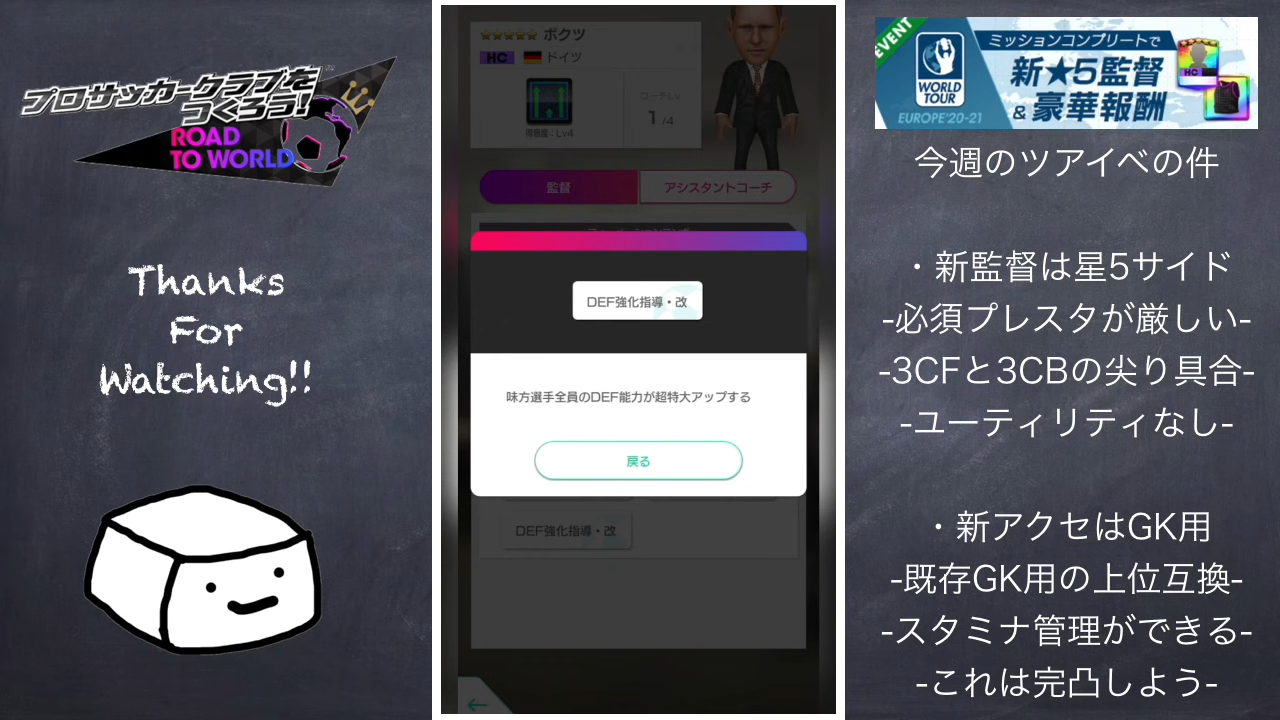 プロサッカークラブを
つくろう!
ROAD
TO WORLD
Thanks
For
Watching!!
★★★★★ ボクツ
HC ドイツ
得意度:Lv4
コーチLv
1 /4
監督
アシスタントコーチ
DEF強化指導・改
味方選手全員のDEF能力が超特大アップする
戻る
DEF強化指導・改
EVENT
WORLD
TOUR
EUROPE'20-21
ミッションコンプリートで
新★5監督
&豪華報酬
HC
今週のツアイベの件
・新監督は星5サイド
-必須プレスタが厳しい-
-3CFと3CBの尖り具合-
-ユーティリティなし-
・新アクセはGK用
-既存GK用の上位互換-
-スタミナ管理ができる-
-これは完凸しよう-